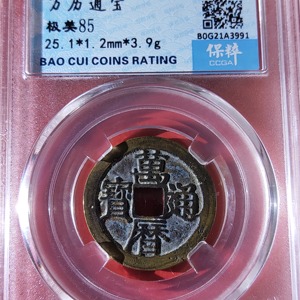 万历通宝
极美85
25.1*1.2mm*3.9g
BAO CUI COINS RATING
B0G21A3991
保粹
CCGA
萬曆通寶